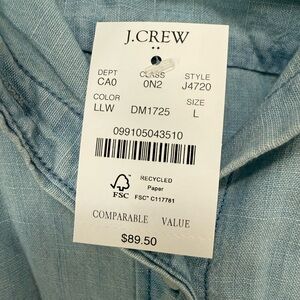 J.CREW
DEPT CLASS STYLE
CA0 0N2 J4720
COLOR SIZE
LLW DM1725 L
099105043510
RECYCLED
Paper
FSC
FSC® C117781
COMPARABLE VALUE
$89.50